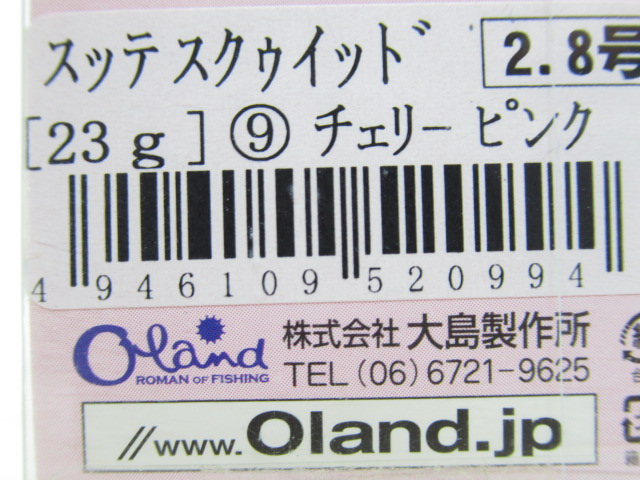 スッテ スクゥイッド 2.8号
[23g] ⑨ チェリー ピンク
4 946109 520994
Oland 株式会社 大島製作所
ROMAN OF FISHING TEL (06) 6721-9625
//www.Oland.jp